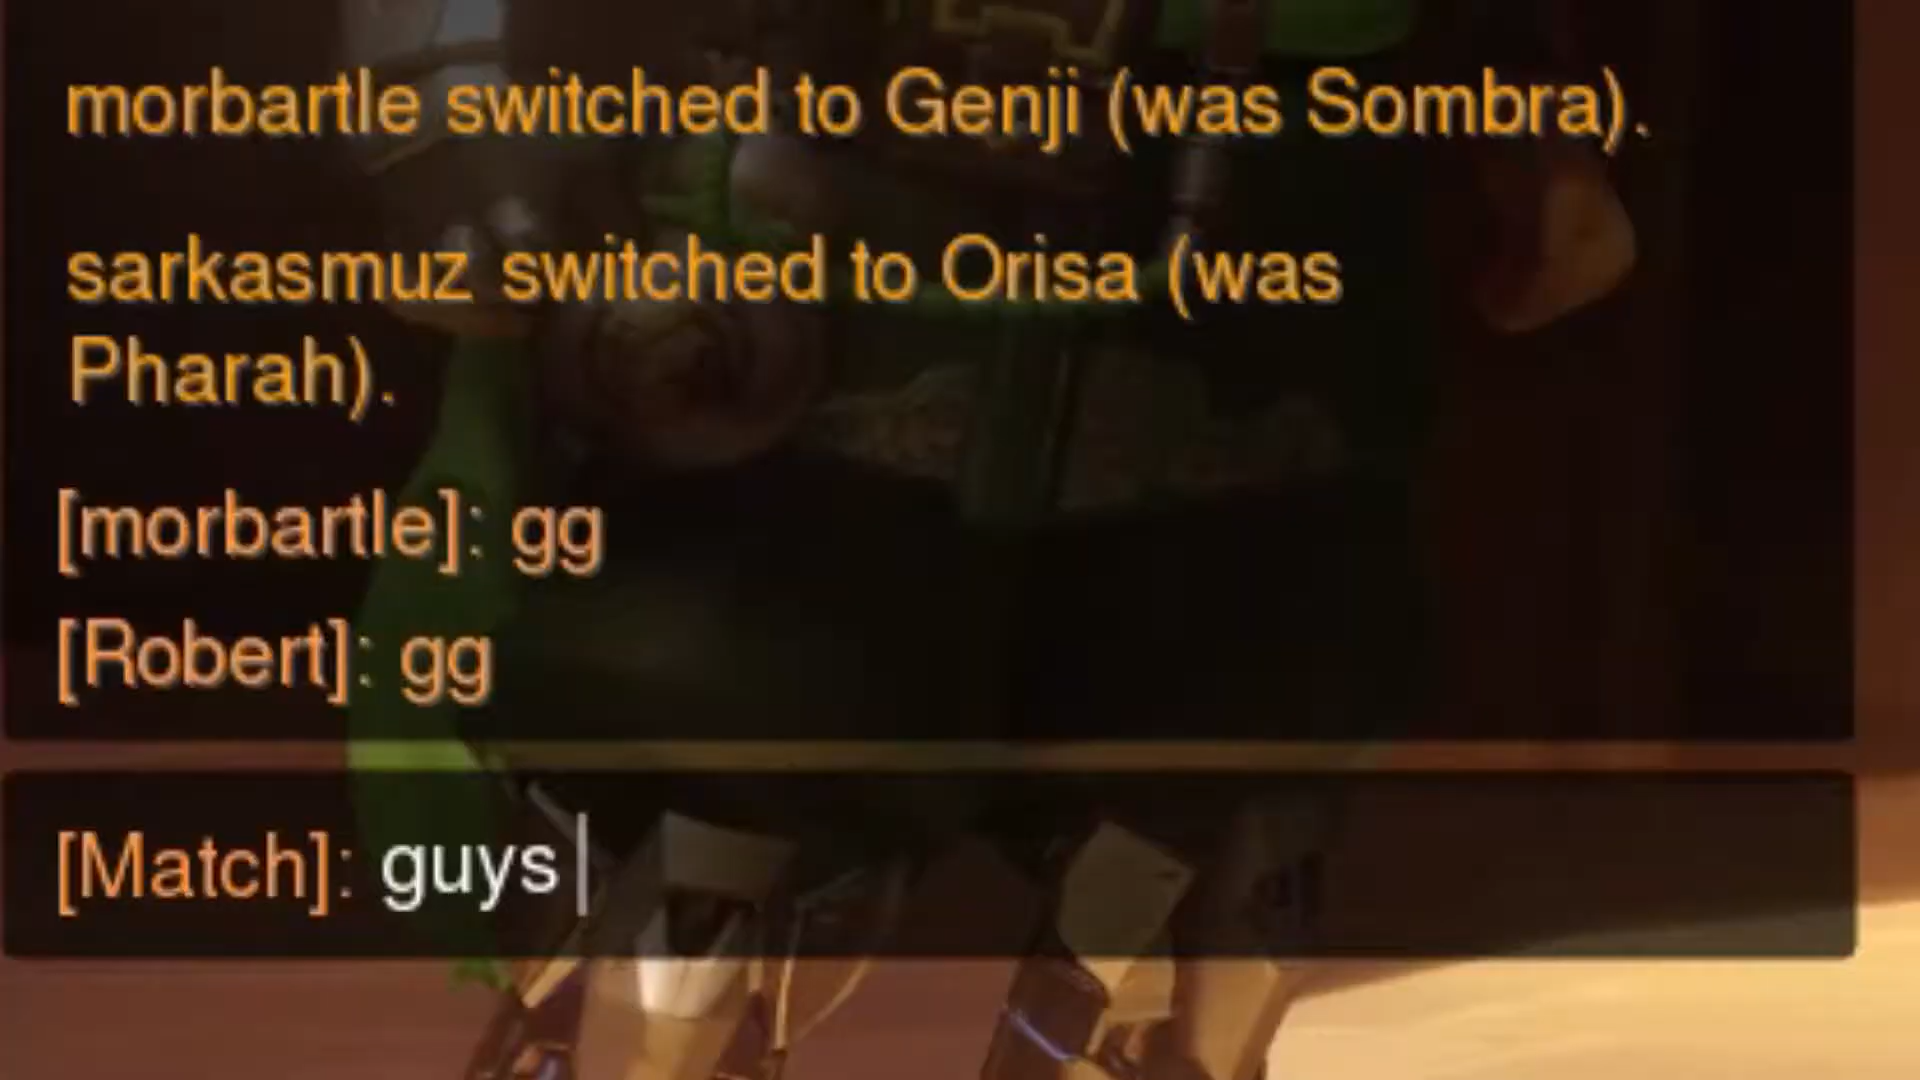 morbartle switched to Genji (was Sombra).
sarkasmuz switched to Orisa (was
Pharah).
[morbartle]: gg
[Robert]: gg
[Match]: guys